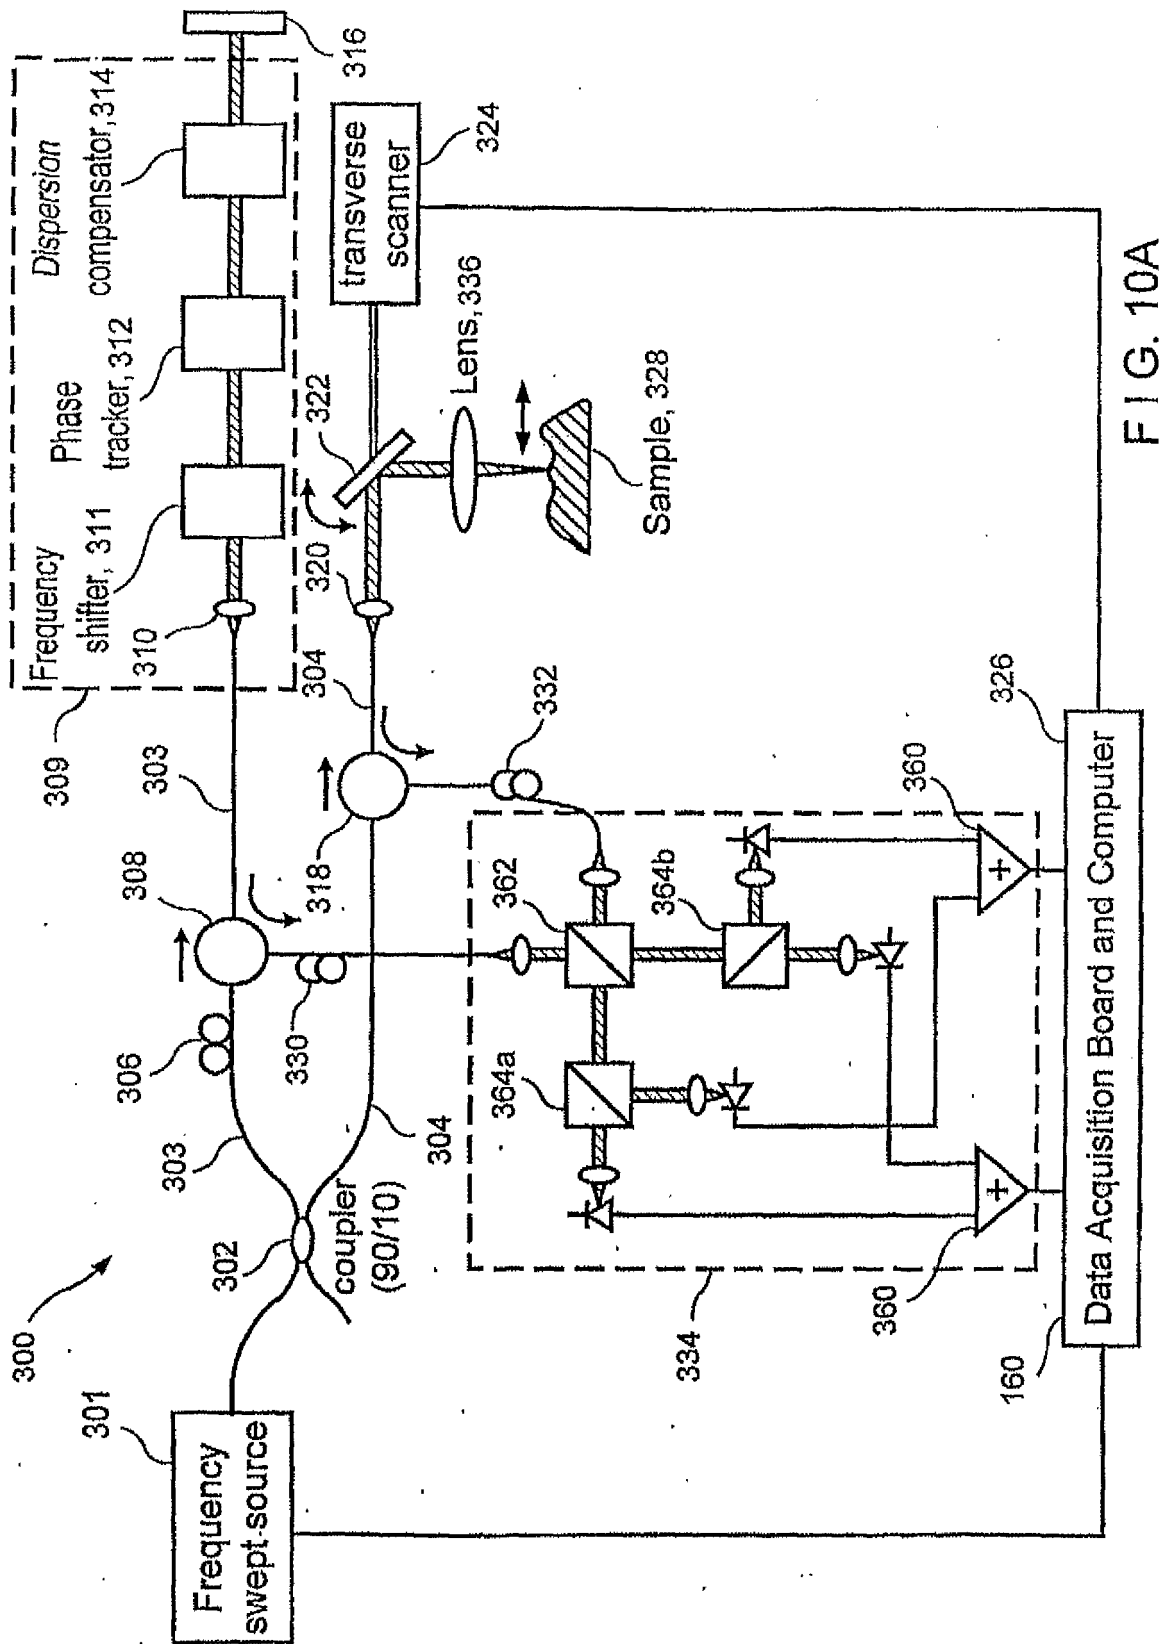 300
301
Frequency
swept-source
302
coupler
(90/10)
303
304
306
308
303
309
310
Frequency
shifter, 311
Phase
tracker, 312
Dispersion
compensator, 314
316
318
304
320
322
transverse
scanner
324
Lens, 336
Sample, 328
330
332
362
364a
364b
334
360
+
360
+
160
326
Data Acquisition Board and Computer
FIG. 10A